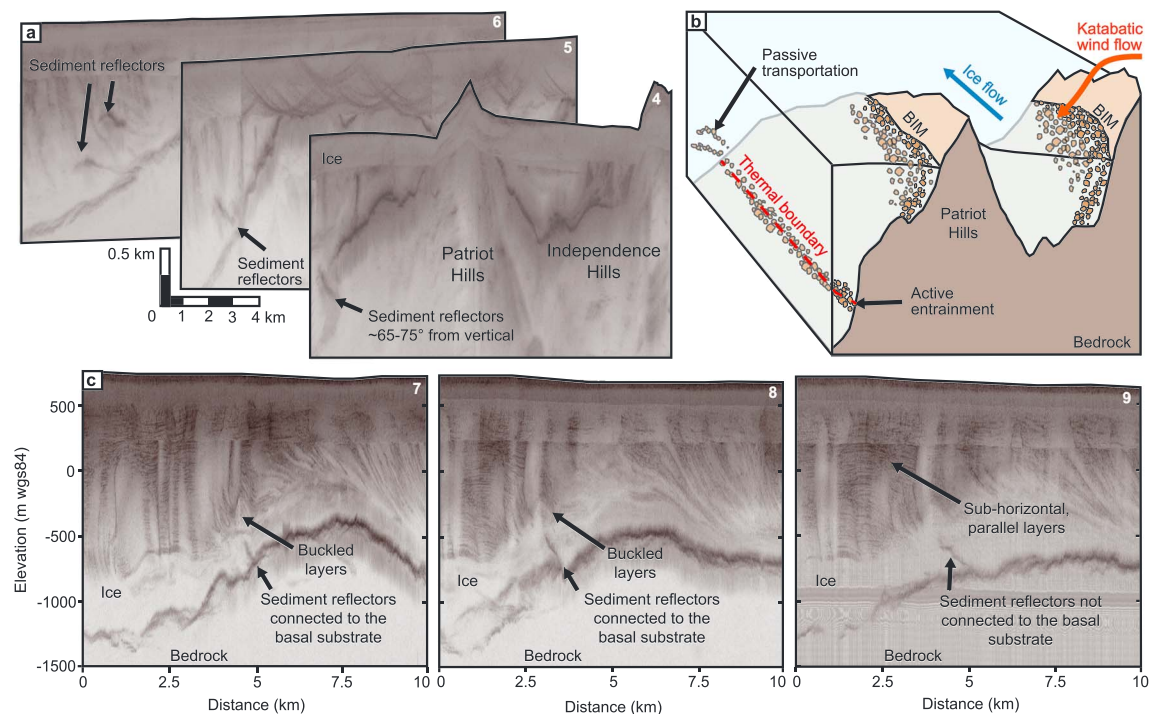 a
6
Sediment reflectors
5
Sediment
reflectors
4
Ice
Patriot
Hills
Independence
Hills
Sediment reflectors
~65-75° from vertical
0.5 km
0 1 2 3 4 km
b
Passive
transportation
Ice flow
Katabatic
wind flow
BIM
BIM
Thermal boundary
Patriot
Hills
Active
entrainment
Bedrock
c
Elevation (m wgs84)
500
0
-500
-1000
-1500
7
Buckled
layers
Ice
Sediment reflectors
connected to the
basal substrate
Bedrock
0 2.5 5 7.5 10
Distance (km)
8
Buckled
layers
Ice
Sediment reflectors
connected to the
basal substrate
Bedrock
2.5 5 7.5 10
Distance (km)
9
Sub-horizontal,
parallel layers
Ice
Sediment reflectors not
connected to the basal
substrate
Bedrock
0 2.5 5 7.5 10
Distance (km)